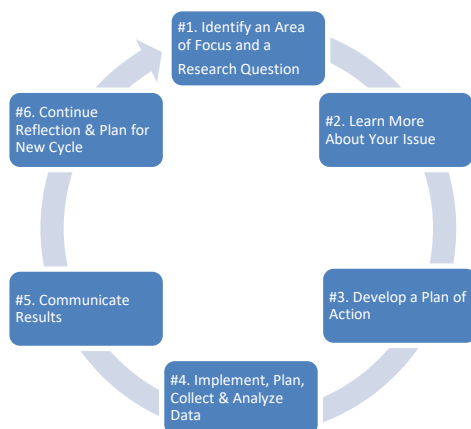 #1. Identify an Area
of Focus and a
Research Question
#2. Learn More
About Your Issue
#3. Develop a Plan of
Action
#4. Implement, Plan,
Collect & Analyze
Data
#5. Communicate
Results
#6. Continue
Reflection & Plan for
New Cycle